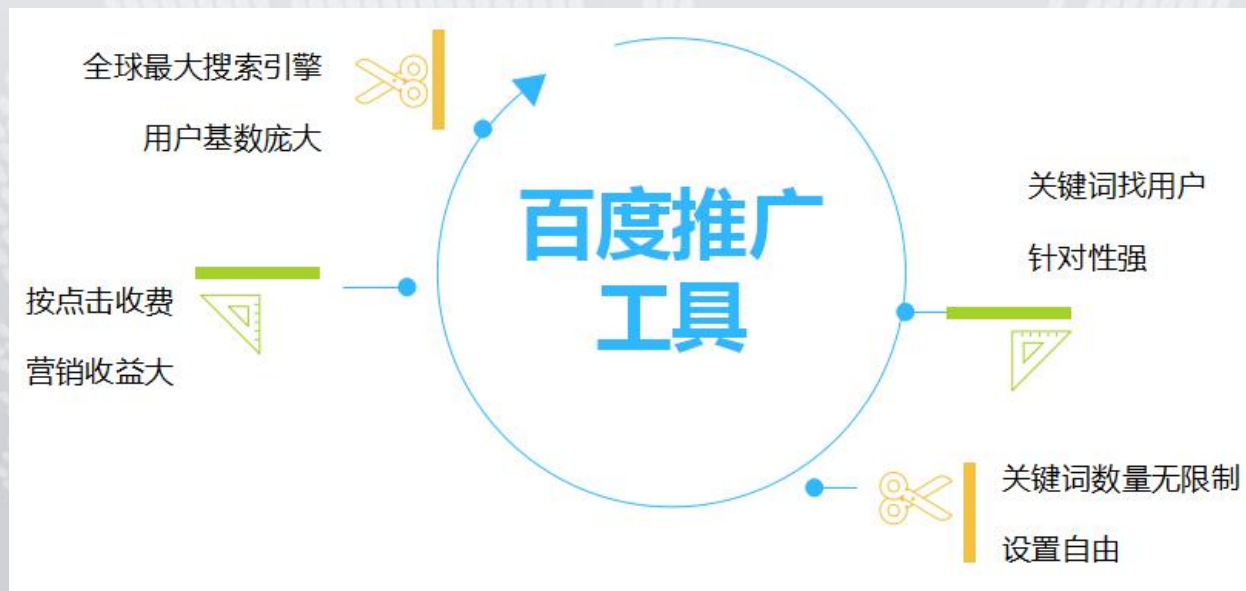 全球最大搜索引擎
用户基数庞大
百度推广
工具
关键词找用户
针对性强
按点击收费
营销收益大
关键词数量无限制
设置自由